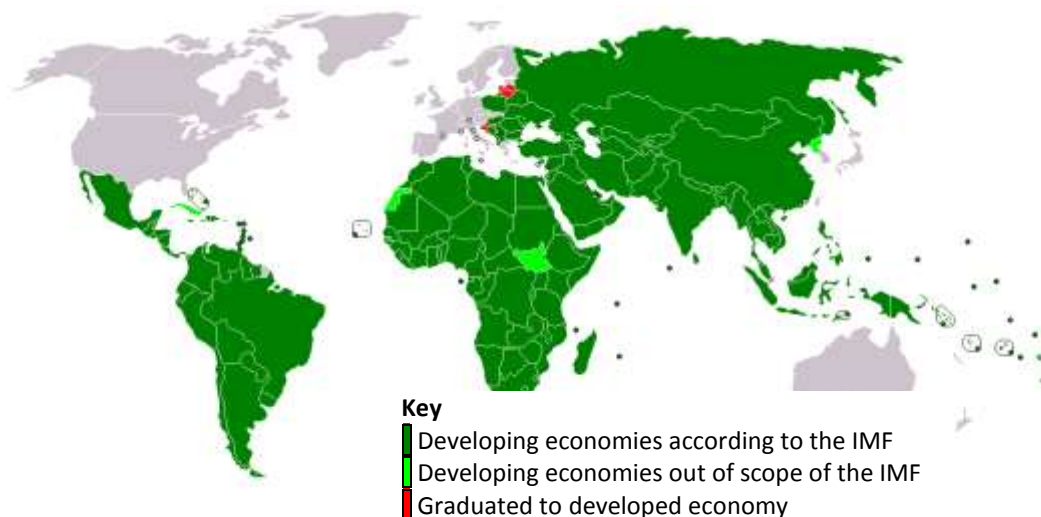 Key
Developing economies according to the IMF
Developing economies out of scope of the IMF
Graduated to developed economy